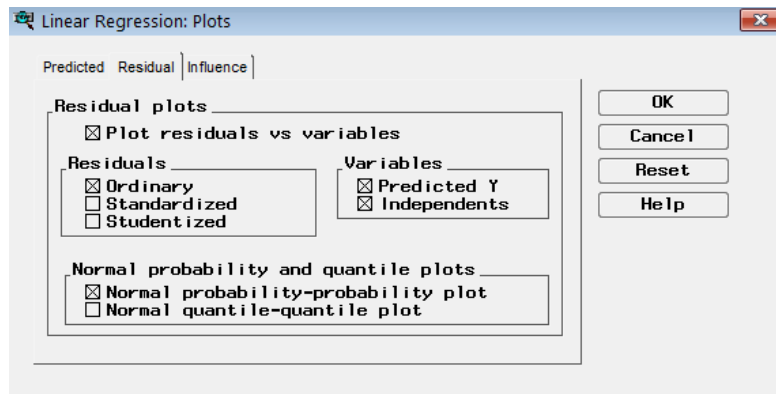 Linear Regression: Plots
Predicted Residual Influence
Residual plots
Plot residuals vs variables
Residuals
Ordinary
Standardized
Studentized
Variables
Predicted Y
Independents
Normal probability and quantile plots
Normal probability-probability plot
Normal quantile-quantile plot
OK
Cancel
Reset
Help